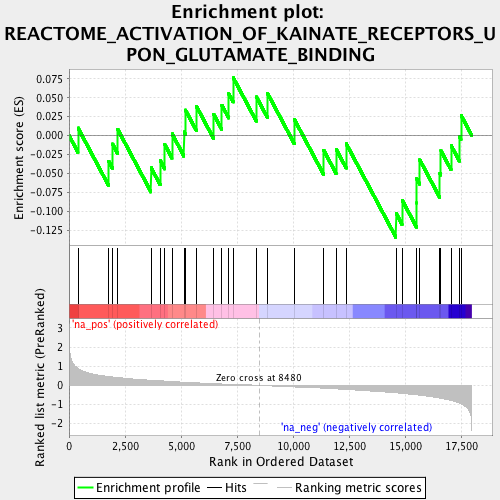 Enrichment plot:
REACTOME_ACTIVATION_OF_KAINATE_RECEPTORS_U
PON_GLUTAMATE_BINDING
Enrichment score (ES)
0.075
0.050
0.025
0.000
-0.025
-0.050
-0.075
-0.100
-0.125
'na_pos' (positively correlated)
Ranked list metric (PreRanked)
3
2
1
0
-1
-2
Zero cross at 8480
'na_neg' (negatively correlated)
0
2,500
5,000
7,500
10,000
12,500
15,000
17,500
Rank in Ordered Dataset
Enrichment profile
Hits
Ranking metric scores